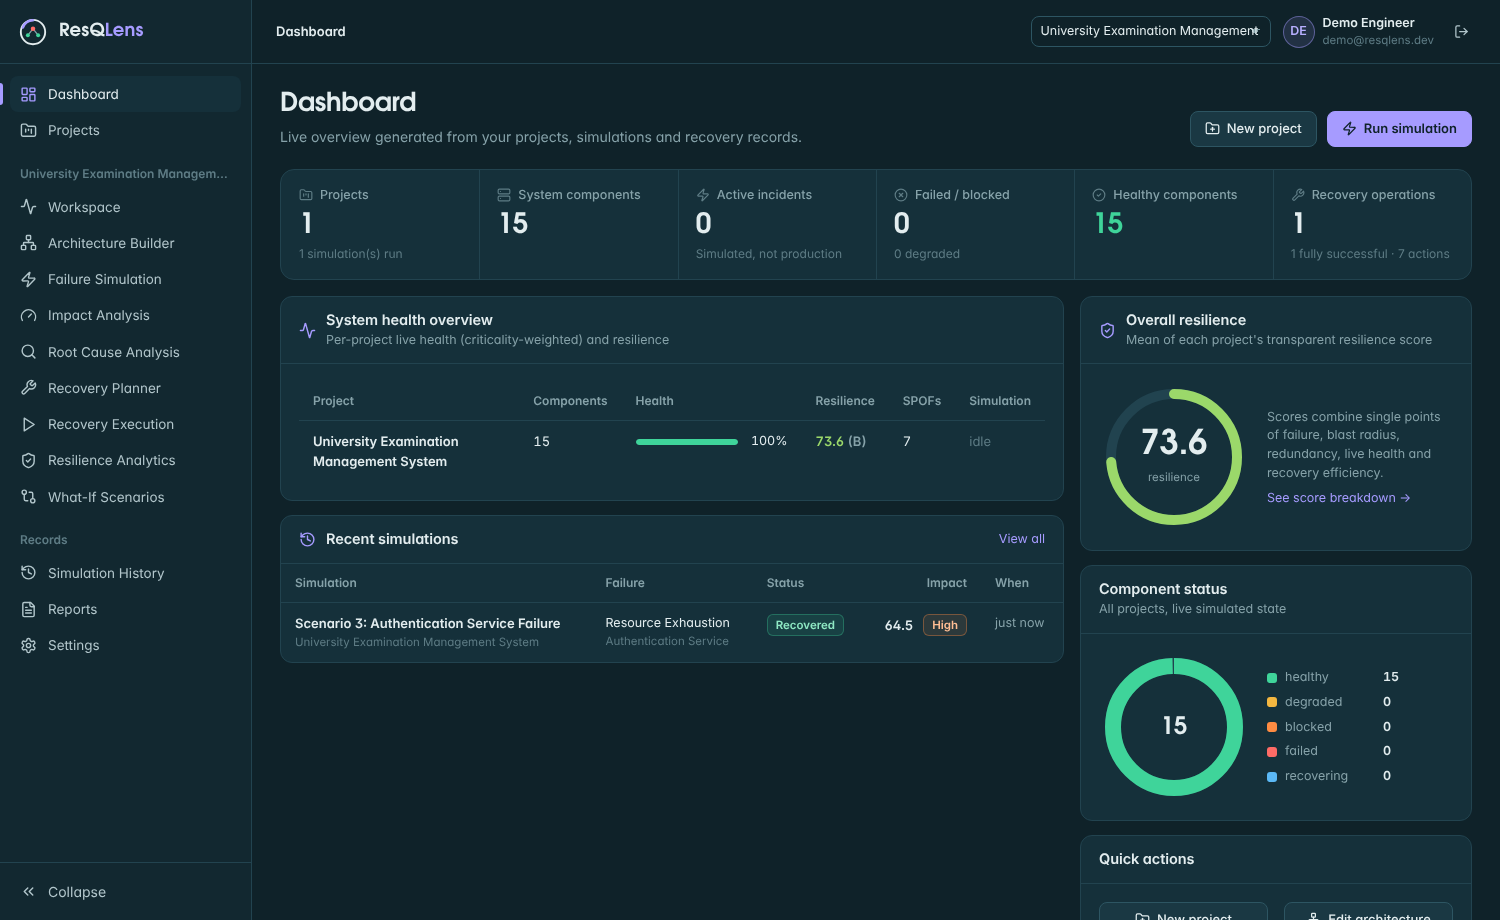 ResQLens
Dashboard
University Examination Management
DE
Demo Engineer
demo@resqlens.dev
Dashboard
Projects
University Examination Managem...
Workspace
Architecture Builder
Failure Simulation
Impact Analysis
Root Cause Analysis
Recovery Planner
Recovery Execution
Resilience Analytics
What-If Scenarios
Records
Simulation History
Reports
Settings
Collapse
Dashboard
Live overview generated from your projects, simulations and recovery records.
New project
Run simulation
Projects
1
1 simulation(s) run
System components
15
Active incidents
0
Simulated, not production
Failed / blocked
0
0 degraded
Healthy components
15
Recovery operations
1
1 fully successful · 7 actions
System health overview
Per-project live health (criticality-weighted) and resilience
Project Components Health Resilience SPOFs Simulation
University Examination 15 100% 73.6 (B) 7 idle
Management System
Recent simulations View all
Simulation Failure Status Impact When
Scenario 3: Authentication Service Failure Resource Exhaustion Recovered 64.5 High just now
University Examination Management System Authentication Service
Overall resilience
Mean of each project's transparent resilience score
73.6
resilience
Scores combine single points
of failure, blast radius,
redundancy, live health and
recovery efficiency.
See score breakdown →
Component status
All projects, live simulated state
15
healthy 15
degraded 0
blocked 0
failed 0
recovering 0
Quick actions
New project
Edit architecture